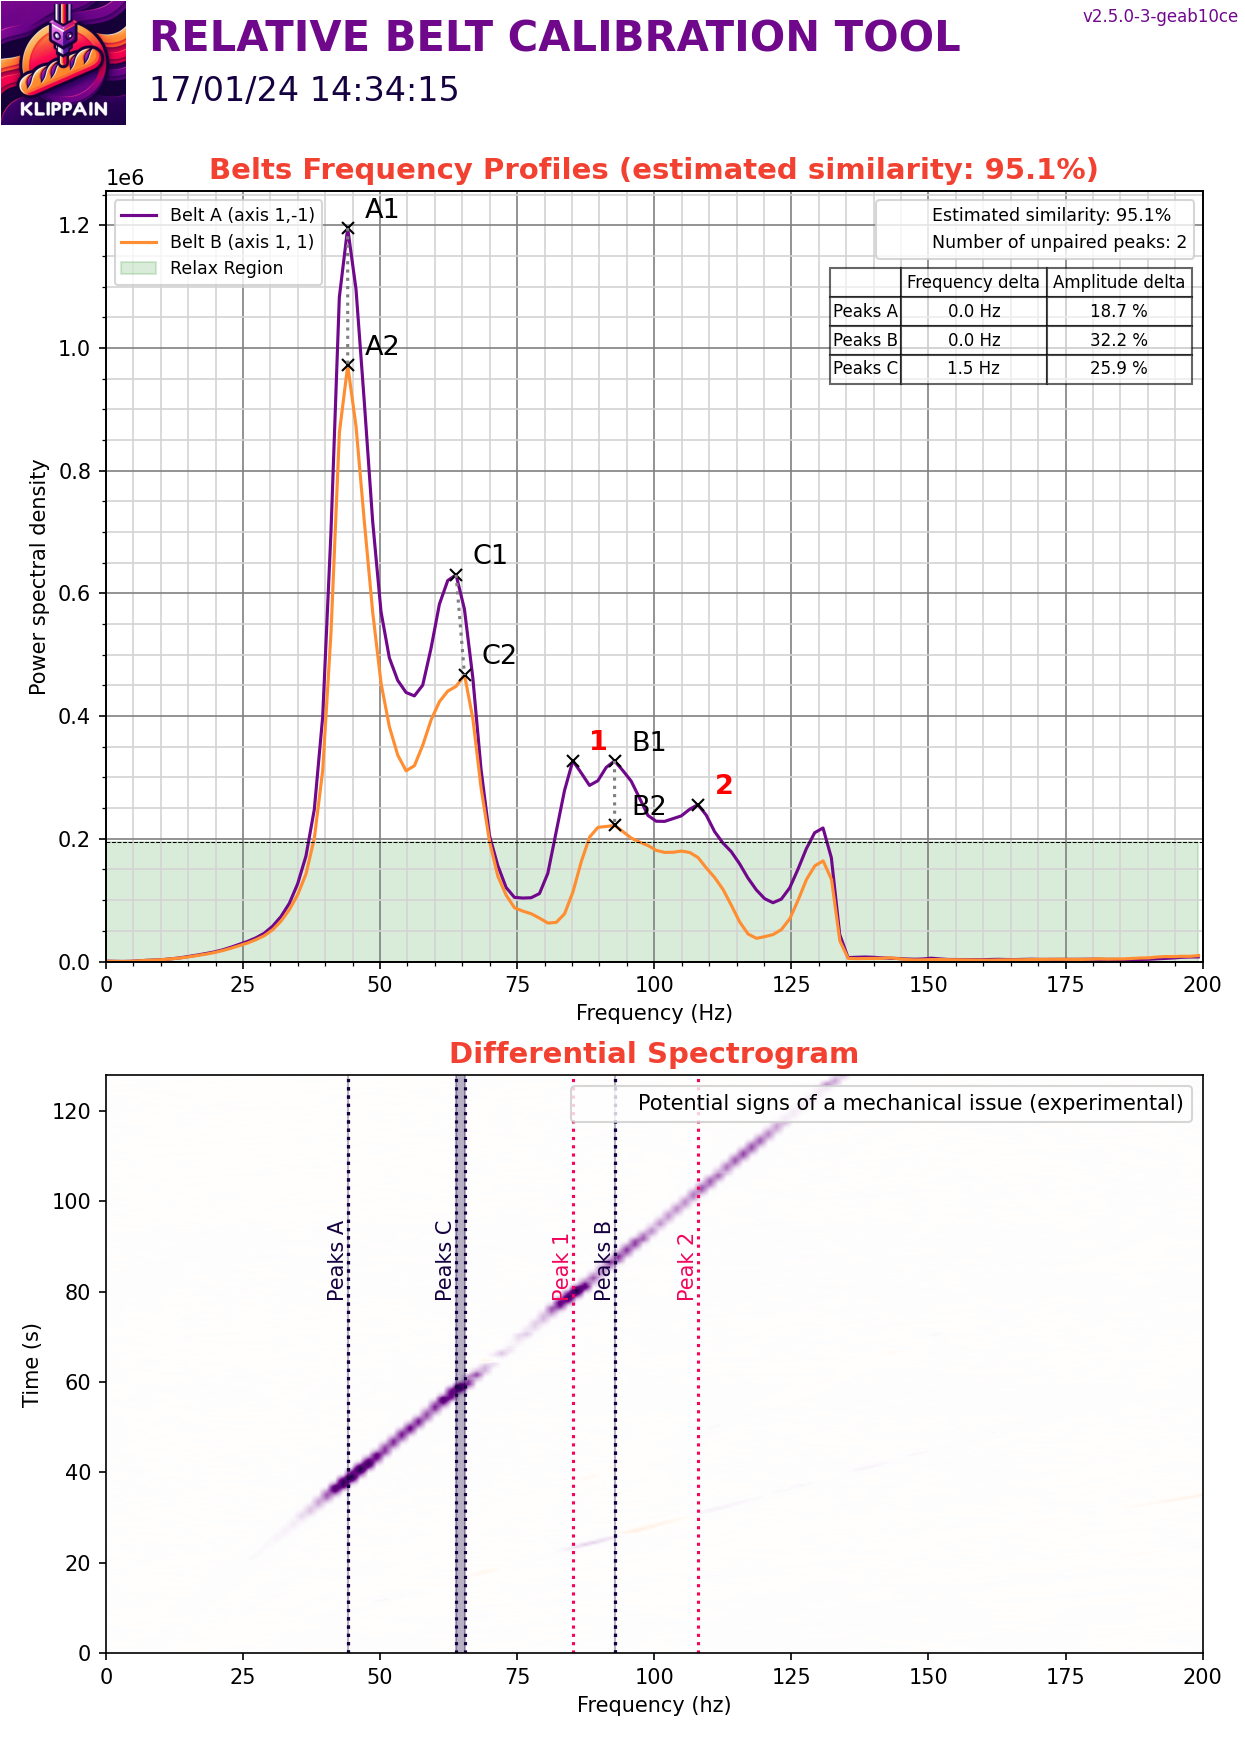 RELATIVE BELT CALIBRATION TOOL
v2.5.0-3-geab10ce
17/01/24 14:34:15
KLIPPAIN
Belts Frequency Profiles (estimated similarity: 95.1%)
1e6
Belt A (axis 1,-1)
Belt B (axis 1, 1)
Relax Region
Estimated similarity: 95.1%
Number of unpaired peaks: 2
Frequency delta Amplitude delta
Peaks A 0.0 Hz 18.7 %
Peaks B 0.0 Hz 32.2 %
Peaks C 1.5 Hz 25.9 %
A1
A2
C1
C2
1
B1
B2
2
1.2
1.0
0.8
0.6
0.4
0.2
0.0
Power spectral density
0 25 50 75 100 125 150 175 200
Frequency (Hz)
Differential Spectrogram
Potential signs of a mechanical issue (experimental)
Peaks A
Peaks C
Peak 1
Peaks B
Peak 2
120
100
80
60
40
20
0
Time (s)
0 25 50 75 100 125 150 175 200
Frequency (hz)